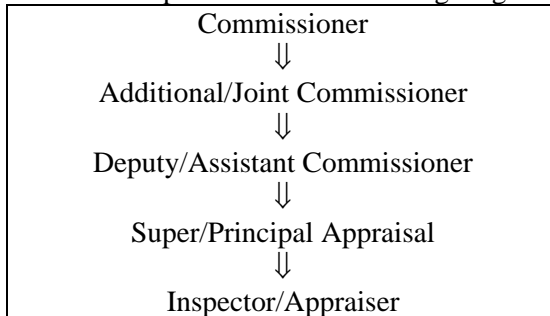 Commissioner
⇓
Additional/Joint Commissioner
⇓
Deputy/Assistant Commissioner
⇓
Super/Principal Appraisal
⇓
Inspector/Appraiser